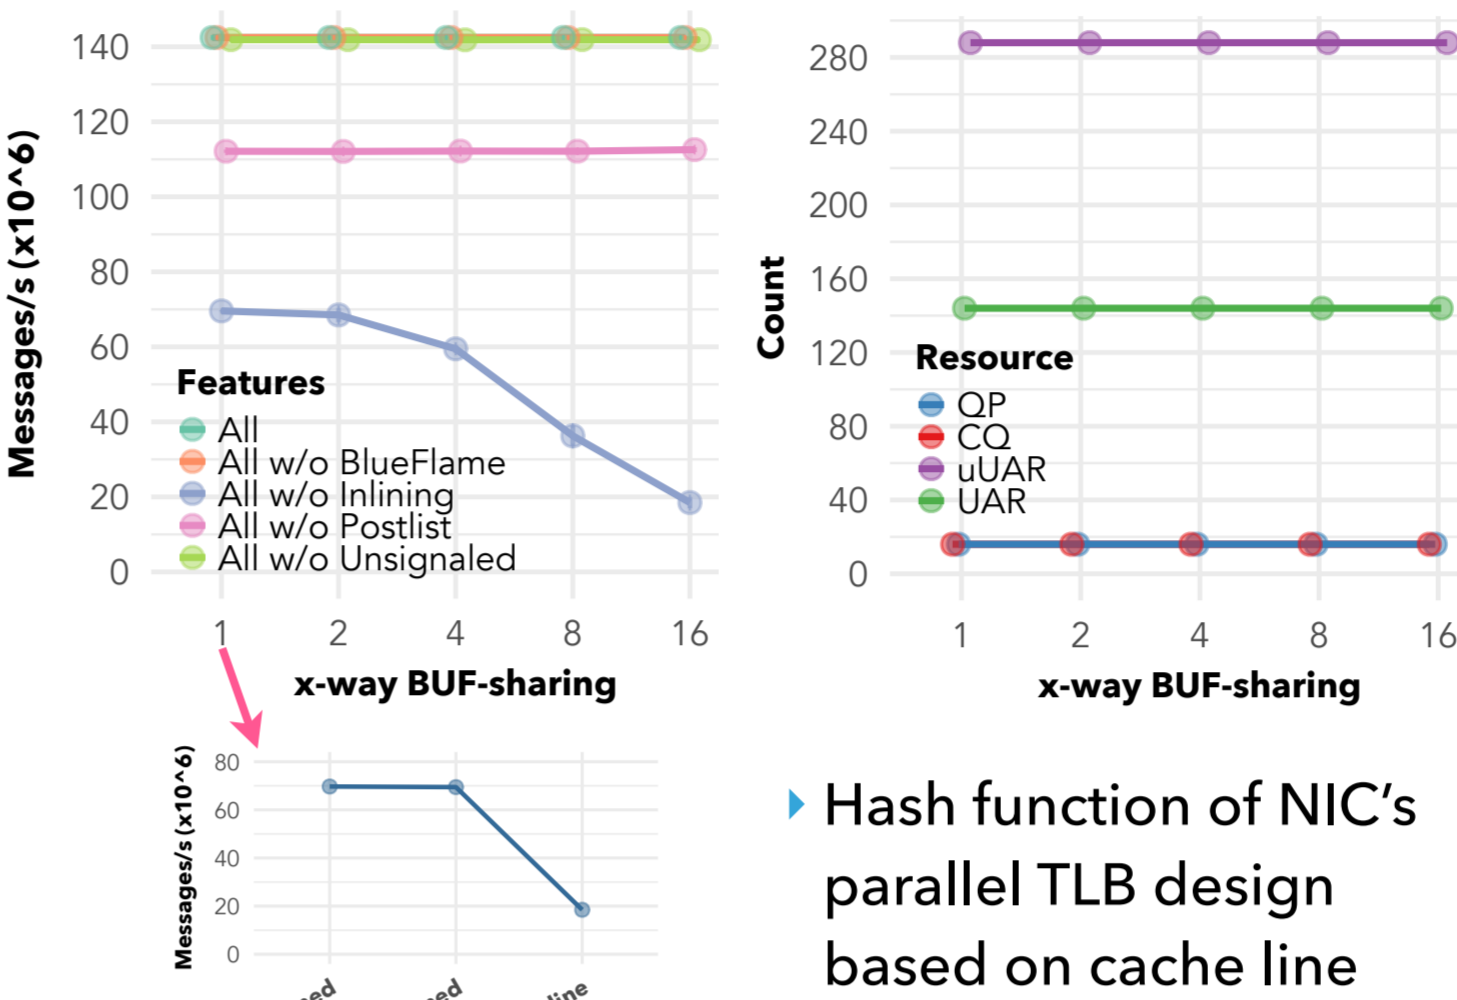 Messages/s (x10^6)
140
120
100
80
60
40
20
0
Features
All
All w/o BlueFlame
All w/o Inlining
All w/o Postlist
All w/o Unsignaled
1 2 4 8 16
x-way BUF-sharing
Count
280
240
200
160
120
80
40
0
Resource
QP
CQ
uUAR
UAR
1 2 4 8 16
x-way BUF-sharing
Messages/s (x10^6)
80
60
40
20
0
Hash function of NIC’s
parallel TLB design
based on cache line